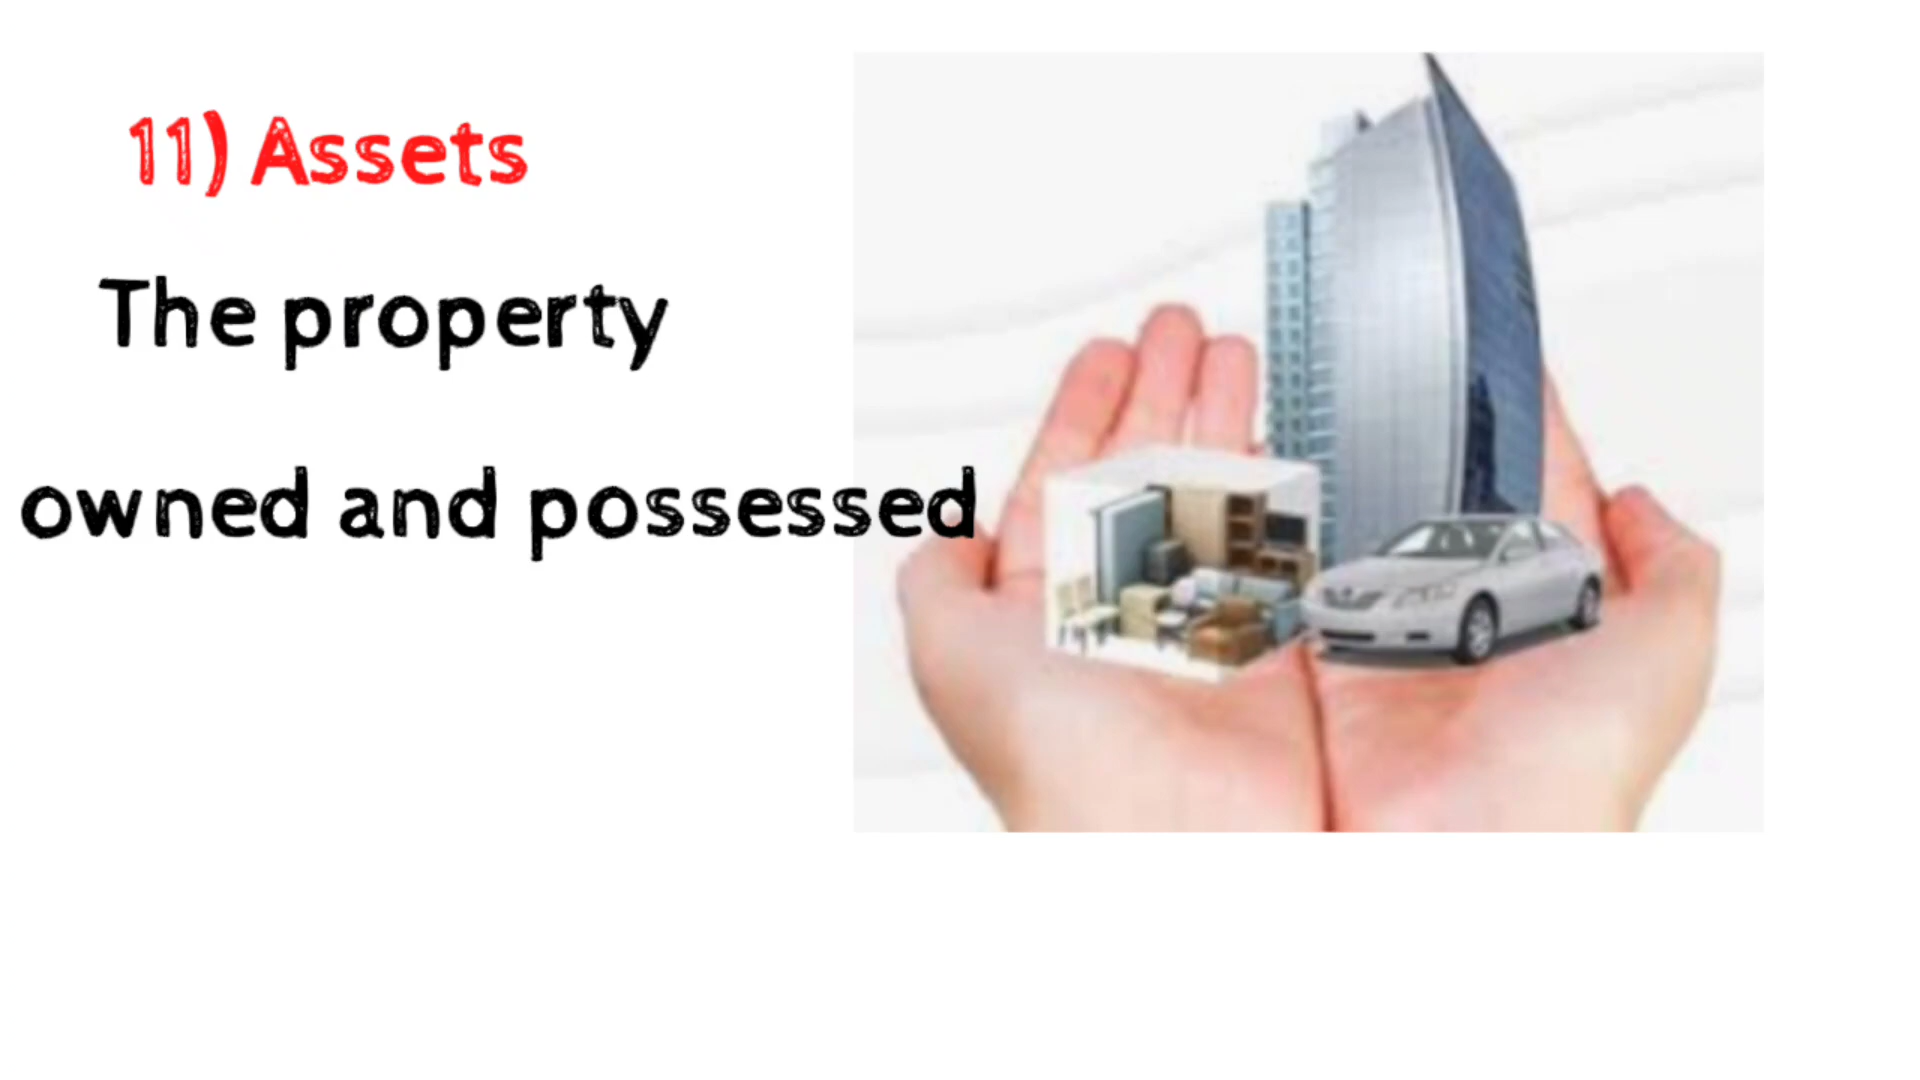 11) Assets
The property
owned and possessed